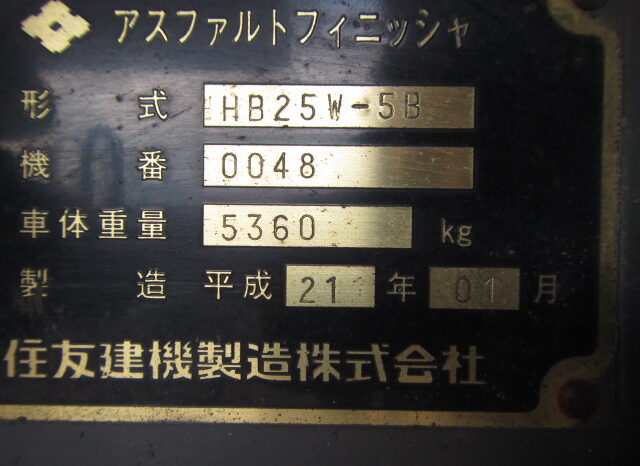 アスファルトフィニッシャ
形 式 HB25W-5B
機 番 0048
車体重量 5360 kg
製 造 平成 21 年 01 月
住友建機製造株式会社